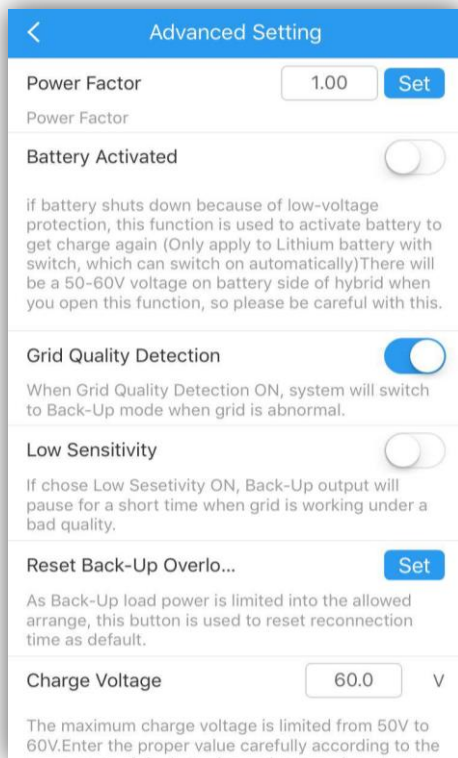 Advanced Setting
Power Factor 1.00 Set
Power Factor
Battery Activated
if battery shuts down because of low-voltage
protection, this function is used to activate battery to
get charge again (Only apply to Lithium battery with
switch, which can switch on automatically)There will
be a 50-60V voltage on battery side of hybrid when
you open this function, so please be careful with this.
Grid Quality Detection
When Grid Quality Detection ON, system will switch
to Back-Up mode when grid is abnormal.
Low Sensitivity
If chose Low Sesetivity ON, Back-Up output will
pause for a short time when grid is working under a
bad quality.
Reset Back-Up Overlo... Set
As Back-Up load power is limited into the allowed
arrange, this button is used to reset reconnection
time as default.
Charge Voltage 60.0 V
The maximum charge voltage is limited from 50V to
60V.Enter the proper value carefully according to the